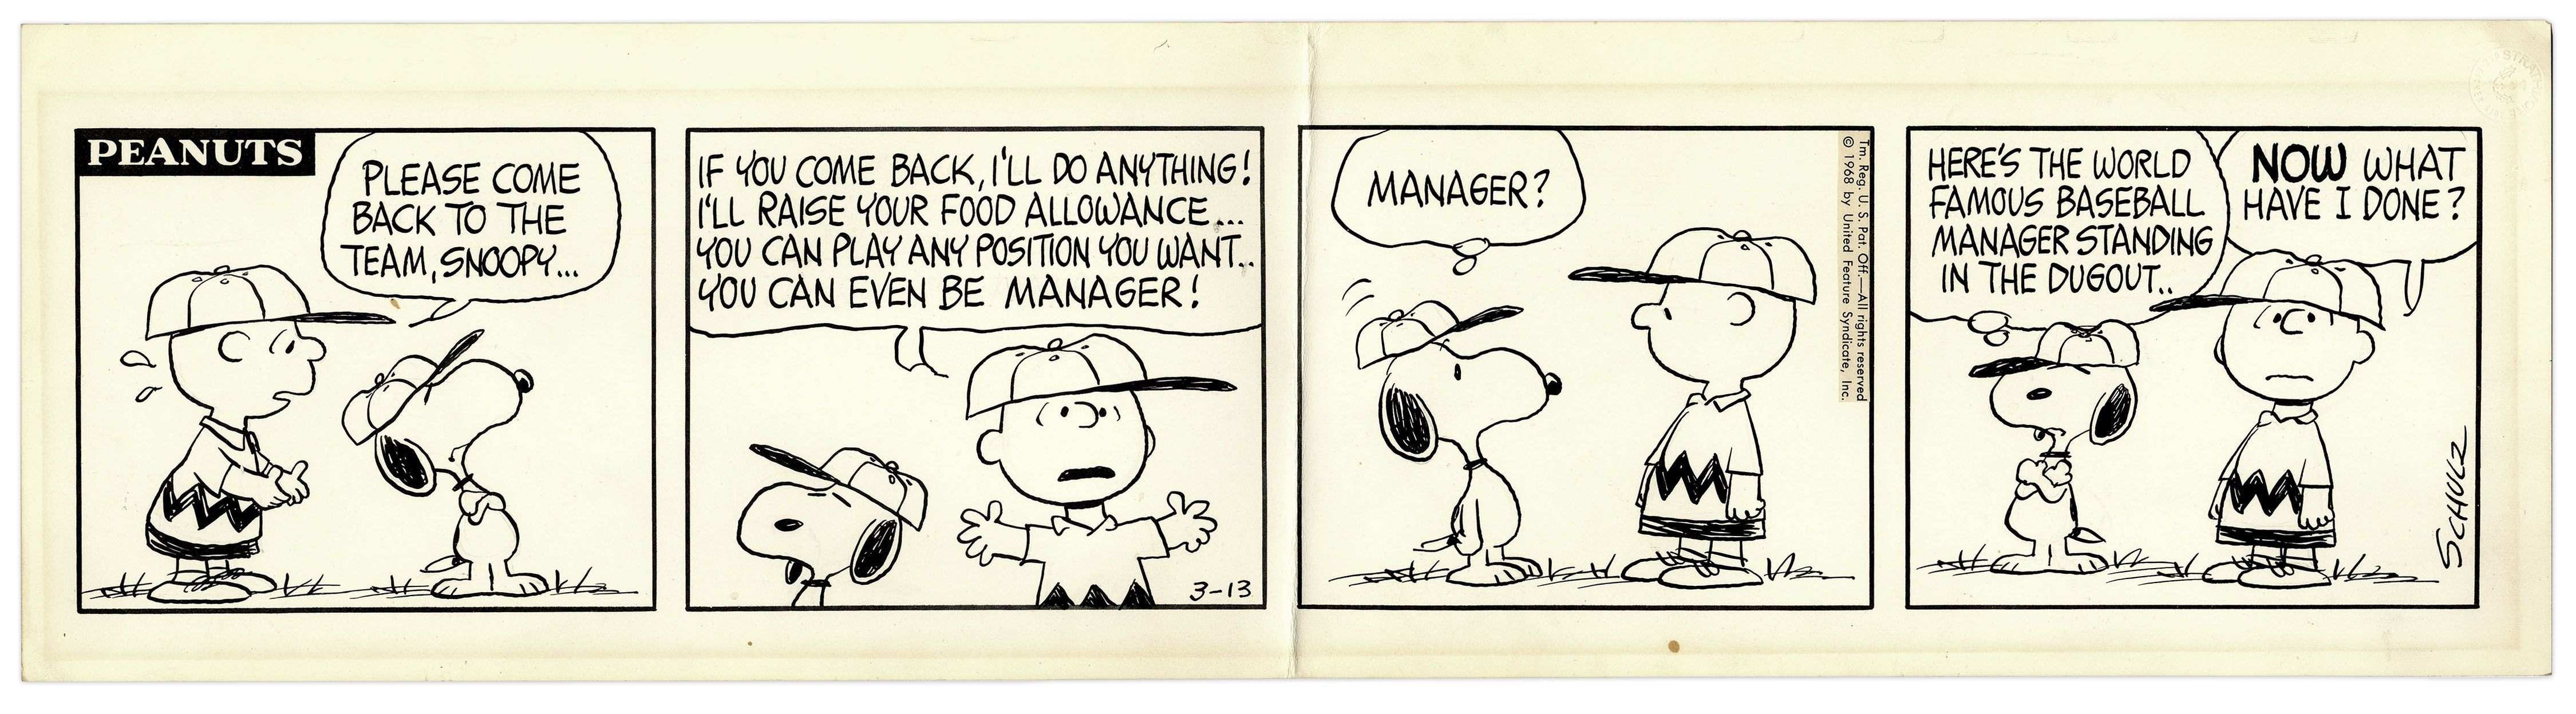 PEANUTS
PLEASE COME
BACK TO THE
TEAM, SNOOPY...
IF YOU COME BACK, I'LL DO ANYTHING!
I'LL RAISE YOUR FOOD ALLOWANCE...
YOU CAN PLAY ANY POSITION YOU WANT..
YOU CAN EVEN BE MANAGER!
3-13
MANAGER?
Tm. Reg. U. S. Pat. Off.—All rights reserved
© 1968 by United Feature Syndicate, Inc.
HERE'S THE WORLD
FAMOUS BASEBALL
MANAGER STANDING
IN THE DUGOUT..
NOW WHAT
HAVE I DONE?
SCHULZ